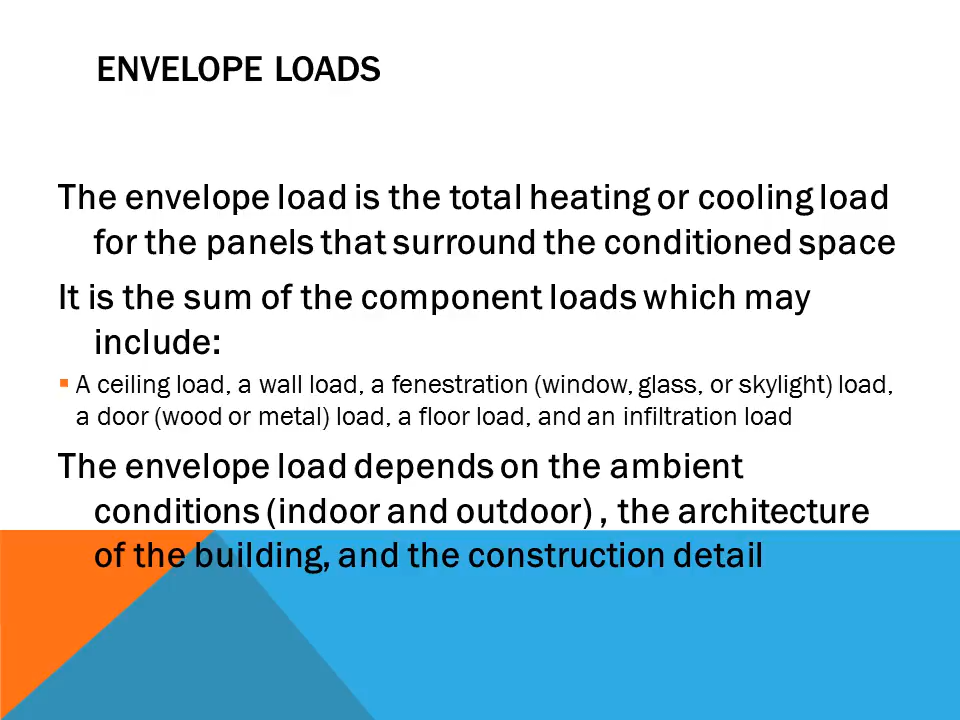 ENVELOPE LOADS
The envelope load is the total heating or cooling load
for the panels that surround the conditioned space
It is the sum of the component loads which may
include:
▪ A ceiling load, a wall load, a fenestration (window, glass, or skylight) load,
a door (wood or metal) load, a floor load, and an infiltration load
The envelope load depends on the ambient
conditions (indoor and outdoor) , the architecture
of the building, and the construction detail